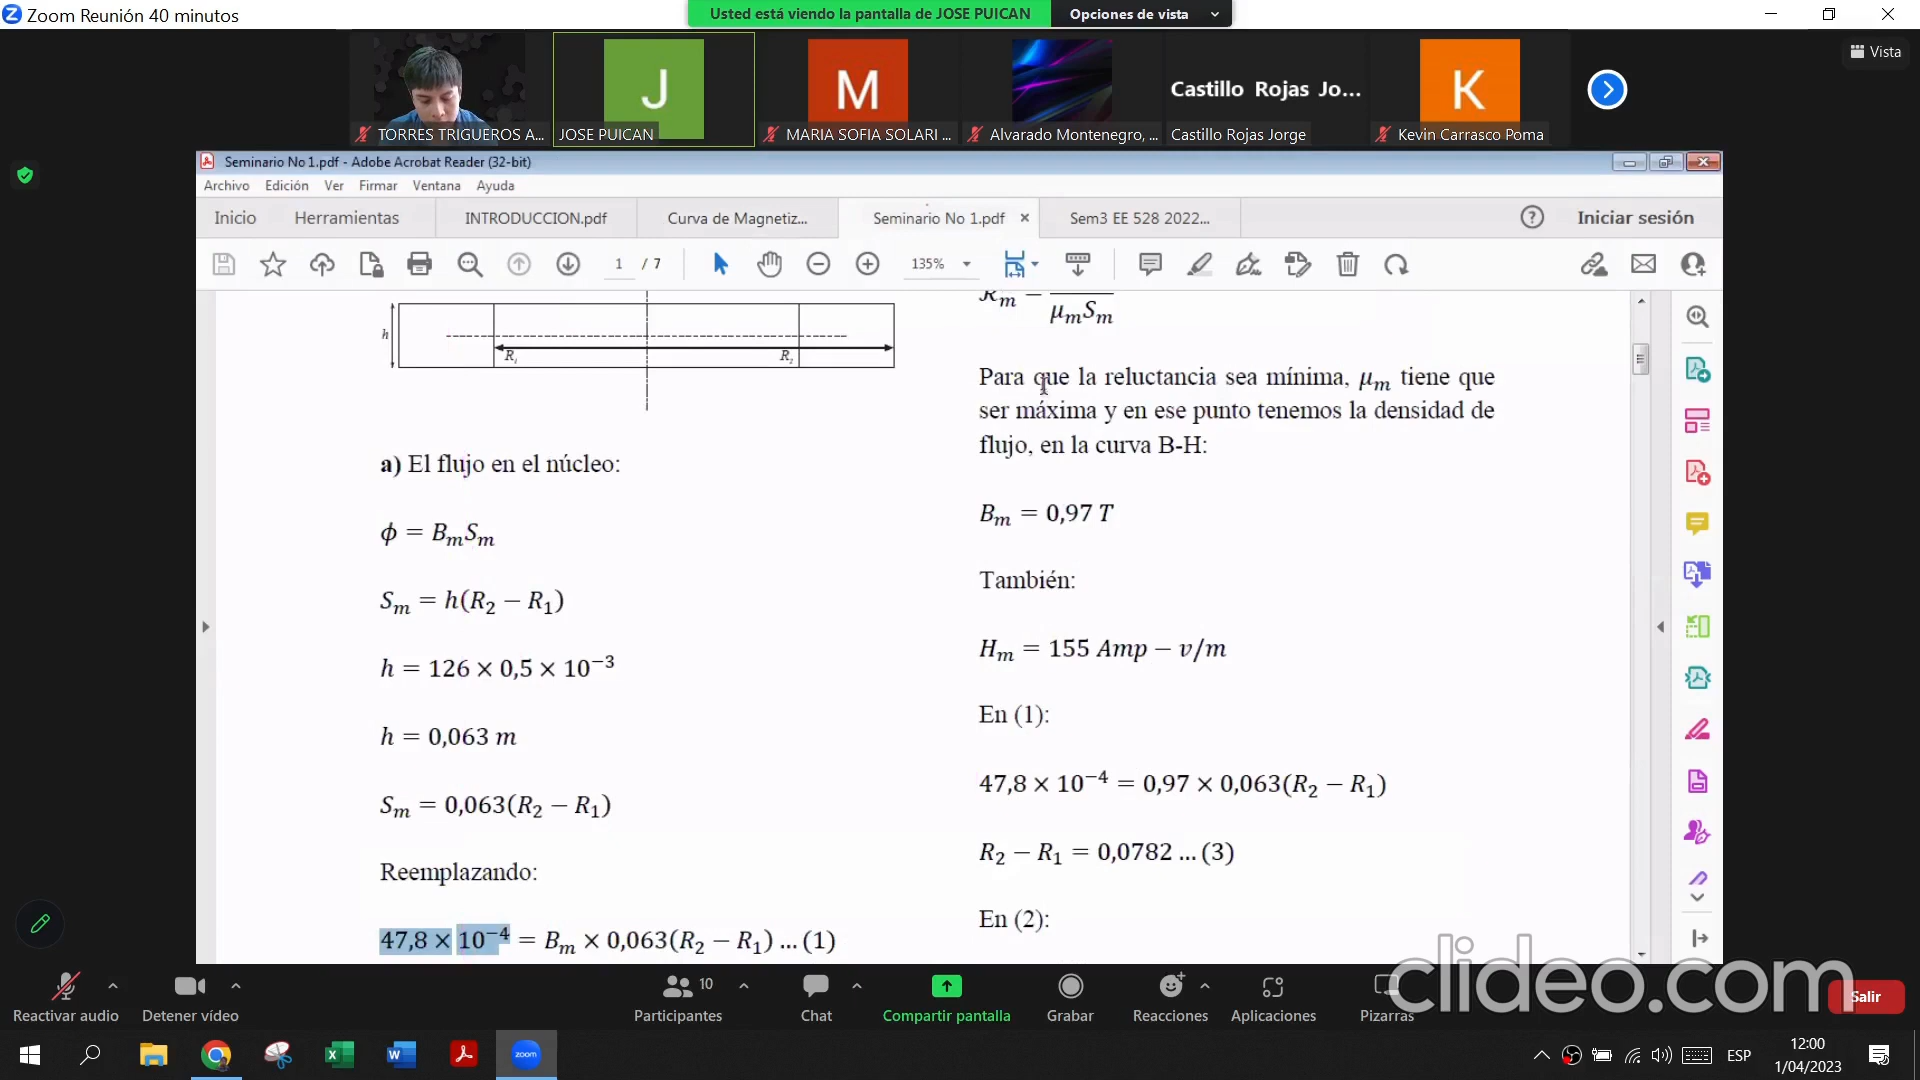 Zoom Reunión 40 minutos
Usted está viendo la pantalla de JOSE PUICAN
Opciones de vista
Vista
TORRES TRIGUEROS A...
J
JOSE PUICAN
M
MARIA SOFIA SOLARI ...
Alvarado Montenegro, ...
Castillo Rojas Jo...
Castillo Rojas Jorge
K
Kevin Carrasco Poma
Seminario No 1.pdf - Adobe Acrobat Reader (32-bit)
Archivo Edición Ver Firmar Ventana Ayuda
Inicio Herramientas INTRODUCCION.pdf Curva de Magnetiz... Seminario No 1.pdf × Sem3 EE 528 2022... Iniciar sesión
1 / 7 135%
h
R₁ R₂
a) El flujo en el núcleo:
ϕ = BₘSₘ
Sₘ = h(R₂ − R₁)
h = 126 × 0,5 × 10⁻³
h = 0,063 m
Sₘ = 0,063(R₂ − R₁)
Reemplazando:
47,8 × 10⁻⁴ = Bₘ × 0,063(R₂ − R₁) ... (1)
Rₘ =
μₘSₘ
Para que la reluctancia sea mínima, μₘ tiene que
ser máxima y en ese punto tenemos la densidad de
flujo, en la curva B-H:
Bₘ = 0,97 T
También:
Hₘ = 155 Amp − v/m
En (1):
47,8 × 10⁻⁴ = 0,97 × 0,063(R₂ − R₁)
R₂ − R₁ = 0,0782 ... (3)
En (2):
clideo.com
Reactivar audio
Detener vídeo
10
Participantes
Chat
Compartir pantalla
Grabar
Reacciones
Aplicaciones
Pizarras
Salir
zoom
ESP
12:00
1/04/2023